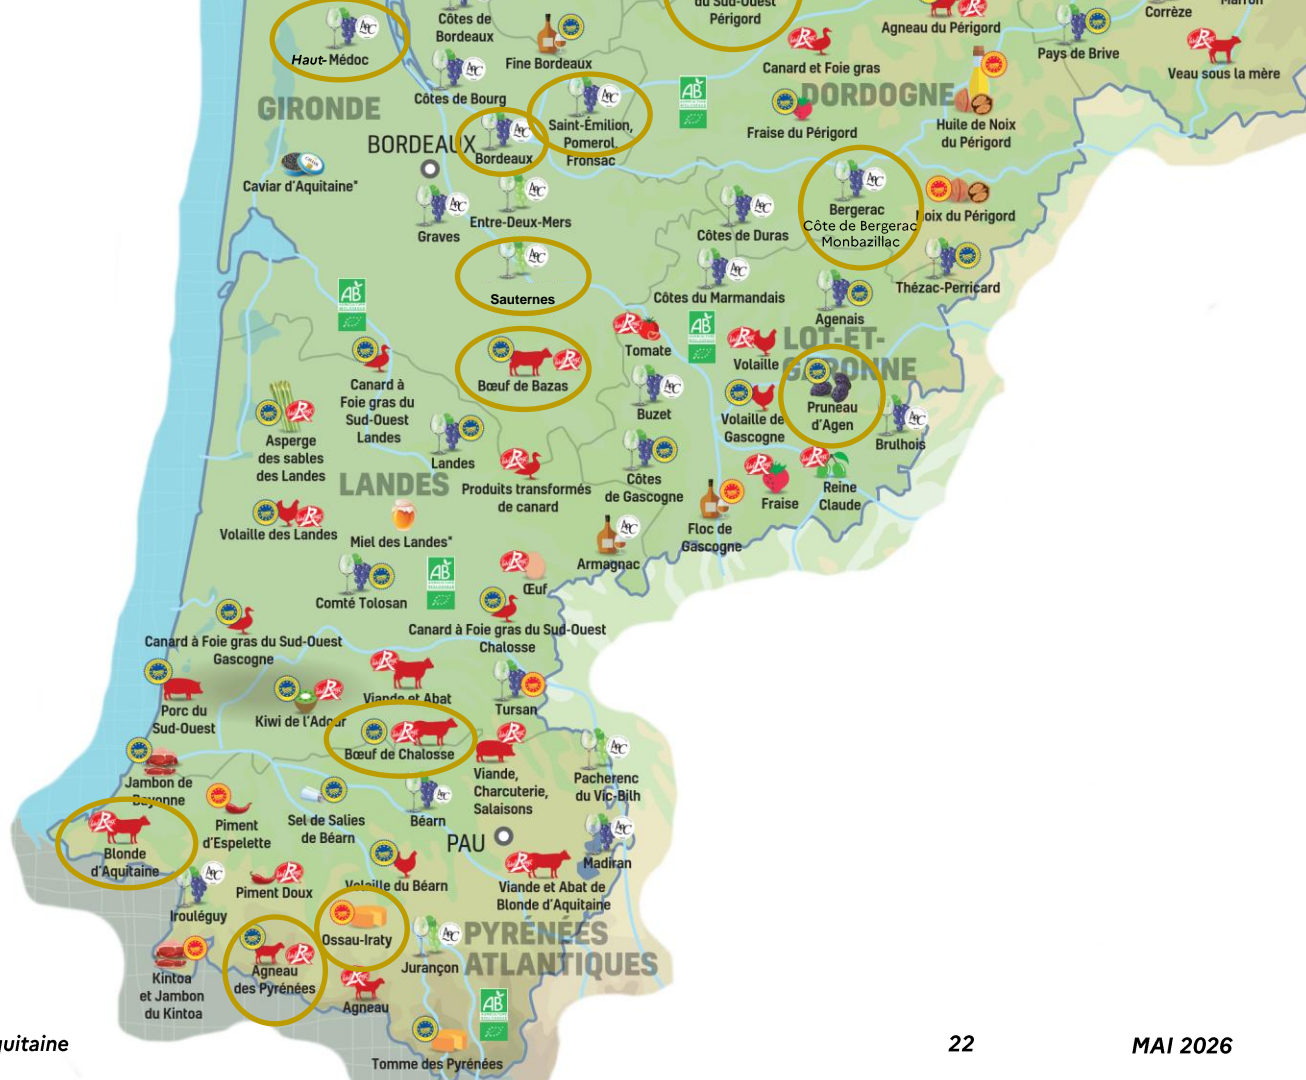 du Sud-Ouest
Périgord
Haut-Médoc
Côtes de
Bordeaux
Fine Bordeaux
Agneau du Périgord
Corrèze
Pays de Brive
Veau sous la mère
Canard et Foie gras
Côtes de Bourg
GIRONDE
DORDOGNE
Saint-Émilion,
Pomerol,
Fronsac
Fraise du Périgord
Huile de Noix
du Périgord
BORDEAUX
Bordeaux
Caviar d'Aquitaine*
Graves
Entre-Deux-Mers
Côtes de Duras
Bergerac
Côte de Bergerac
Monbazillac
Noix du Périgord
Thézac-Perricard
Sauternes
Côtes du Marmandais
Agenais
AB
AB
AB
AB
AB
Tomate
Volaille
LOT-ET-
GARONNE
Bœuf de Bazas
Canard à
Foie gras du
Sud-Ouest
Landes
Buzet
Volaille de
Gascogne
Pruneau
d'Agen
Brulhois
Asperge
des sables
des Landes
Landes
LANDES
Produits transformés
de canard
Côtes
de Gascogne
Fraise
Reine
Claude
Floc de
Gascogne
Volaille des Landes
Miel des Landes*
Armagnac
Œuf
Comté Tolosan
Canard à Foie gras du Sud-Ouest
Chalosse
Canard à Foie gras du Sud-Ouest
Gascogne
Viande et Abat
Porc du
Sud-Ouest
Kiwi de l'Adour
Tursan
Bœuf de Chalosse
Viande,
Charcuterie,
Salaisons
Pacherenc
du Vic-Bilh
Jambon de
Bayonne
Piment
d'Espelette
Sel de Salies
de Béarn
Béarn
PAU
Madiran
Blonde
d'Aquitaine
Volaille du Béarn
Viande et Abat de
Blonde d'Aquitaine
Piment Doux
Irouléguy
Ossau-Iraty
Jurançon
PYRÉNÉES
ATLANTIQUES
Kintoa
et Jambon
du Kintoa
Agneau
des Pyrénées
Agneau
Tomme des Pyrénées
uitaine
22
MAI 2026